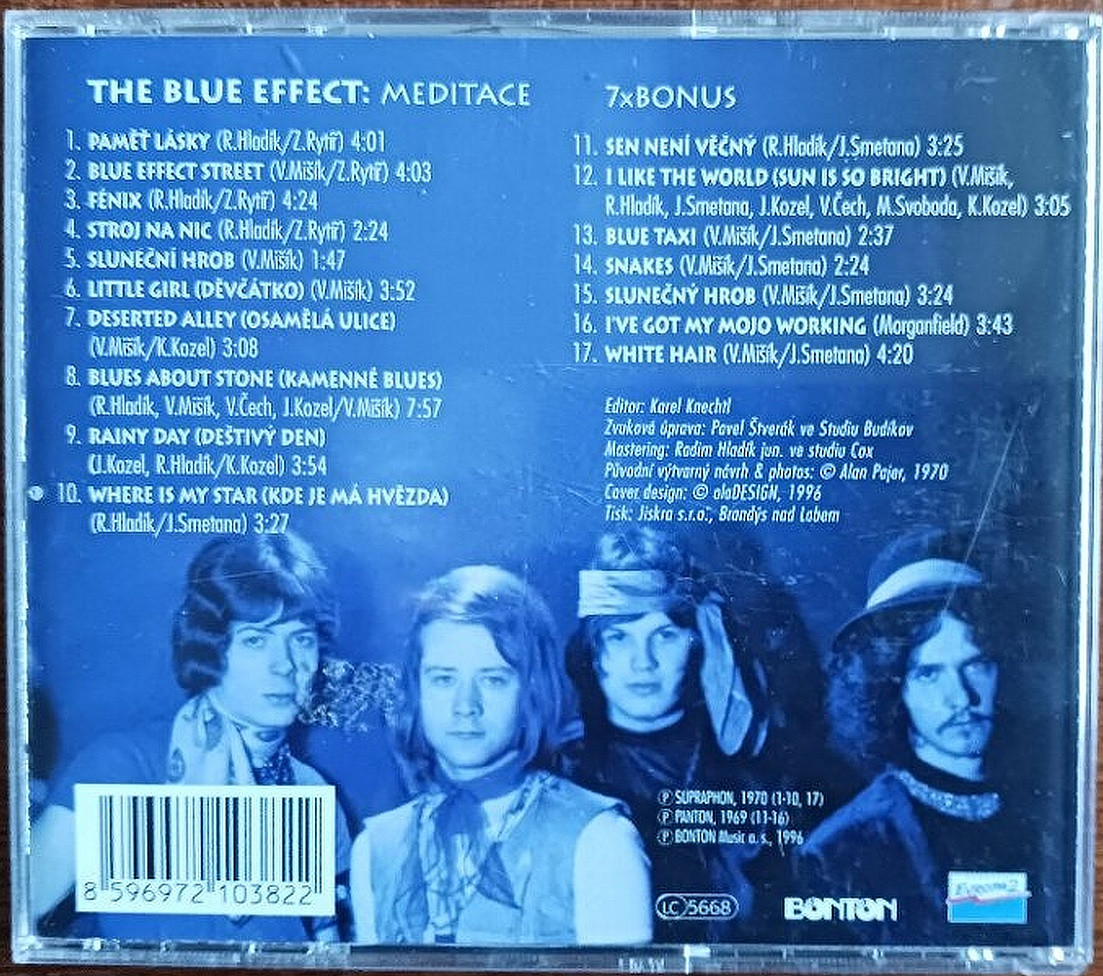 THE BLUE EFFECT: MEDITACE
1. PAMĚŤ LÁSKY (R.Hladík/Z.Rytíř) 4:01
2. BLUE EFFECT STREET (V.Mišík/Z.Rytíř) 4:03
3. FÉNIX (R.Hladík/Z.Rytíř) 4:24
4. STROJ NA NIC (R.Hladík/Z.Rytíř) 2:24
5. SLUNEČNÍ HROB (V.Mišík) 1:47
6. LITTLE GIRL (DĚVČÁTKO) (V.Mišík) 3:52
7. DESERTED ALLEY (OSAMĚLÁ ULICE)
(V.Mišík/K.Kozel) 3:08
8. BLUES ABOUT STONE (KAMENNÉ BLUES)
(R.Hladík, V.Mišík, V.Čech, J.Kozel/V.Mišík) 7:57
9. RAINY DAY (DEŠTIVÝ DEN)
(J.Kozel, R.Hladík/K.Kozel) 3:54
10. WHERE IS MY STAR (KDE JE MÁ HVĚZDA)
(R.Hladík/J.Smetana) 3:27
7xBONUS
11. SEN NENÍ VĚČNÝ (R.Hladík/J.Smetana) 3:25
12. I LIKE THE WORLD (SUN IS SO BRIGHT) (V.Mišík,
R.Hladík, J.Smetana, J.Kozel, V.Čech, M.Svoboda, K.Kozel) 3:05
13. BLUE TAXI (V.Mišík/J.Smetana) 2:37
14. SNAKES (V.Mišík/J.Smetana) 2:24
15. SLUNEČNÝ HROB (V.Mišík/J.Smetana) 3:24
16. I'VE GOT MY MOJO WORKING (Morganfield) 3:43
17. WHITE HAIR (V.Mišík/J.Smetana) 4:20
Editor: Karel Knechtl
Zvuková úprava: Pavel Štverák ve Studiu Budíkov
Mastering: Radim Hladík jun. ve studiu Cox
Původní výtvarný návrh & photos: © Alan Pajer, 1970
Cover design: © alaDESIGN, 1996
Tisk: Jiskra s.r.o., Brandýs nad Labem
℗ SUPRAPHON, 1970 (1-10, 17)
℗ PANTON, 1969 (11-16)
℗ BONTON Music a. s., 1996
8 596972 103822
LC 5668
BONTON
Evropa 2